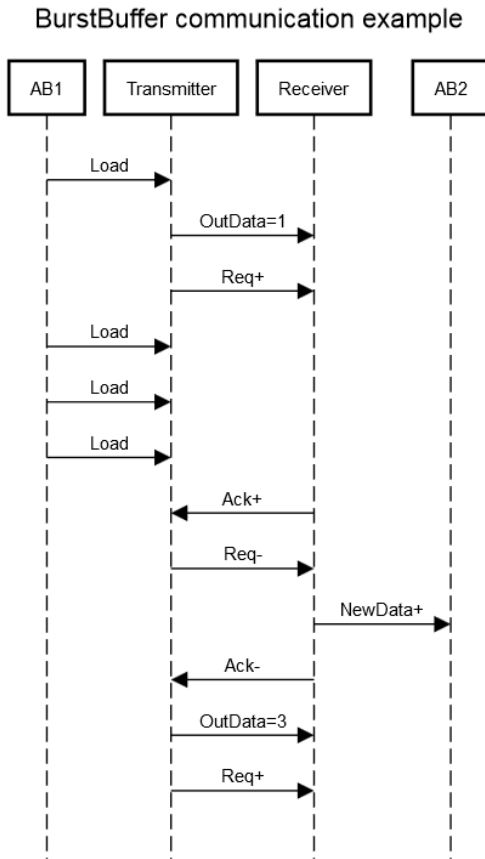 BurstBuffer communication example
AB1 Transmitter Receiver AB2
Load
OutData=1
Req+
Load
Load
Load
Ack+
Req-
NewData+
Ack-
OutData=3
Req+